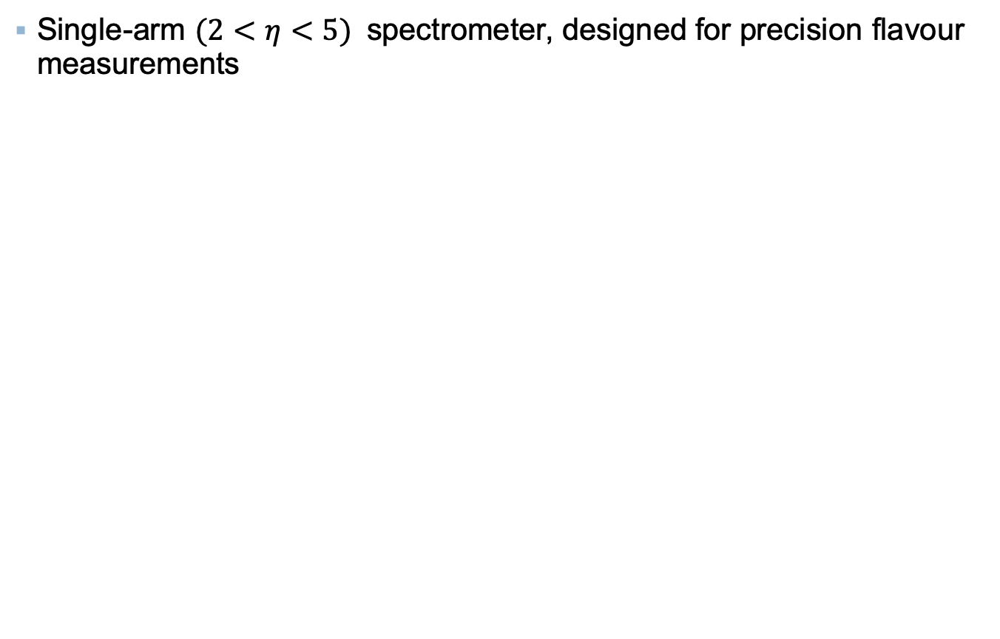 ▪ Single-arm (2 < η < 5) spectrometer, designed for precision flavour
measurements